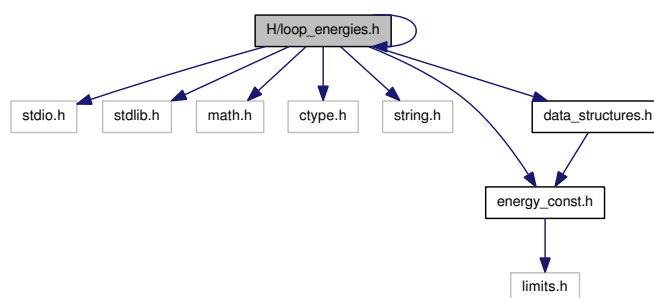 H/loop_energies.h
stdio.h
stdlib.h
math.h
ctype.h
string.h
data_structures.h
energy_const.h
limits.h